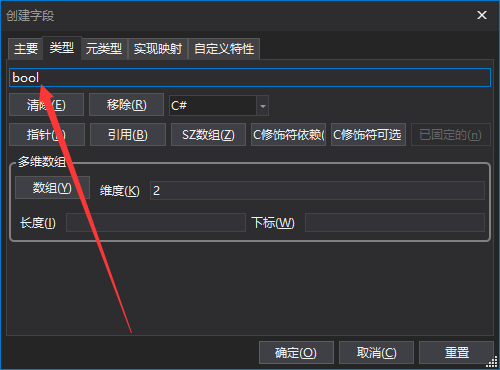 创建字段
主要 类型 元类型 实现映射 自定义特性
bool
清除(E) 移除(R) C#
引用(B) SZ数组(Z) C修饰符依赖( C修饰符可选 已固定的(n)
多维数组
数组(Y) 维度(K) 2
长度(I) 下标(W)
确定(O) 取消(C) 重置